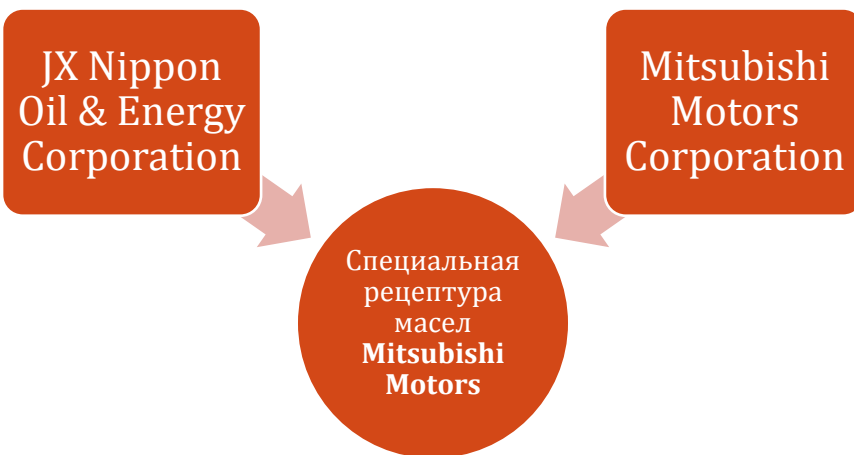 JX Nippon
Oil & Energy
Corporation
Mitsubishi
Motors
Corporation
Специальная
рецептура
масел
Mitsubishi
Motors